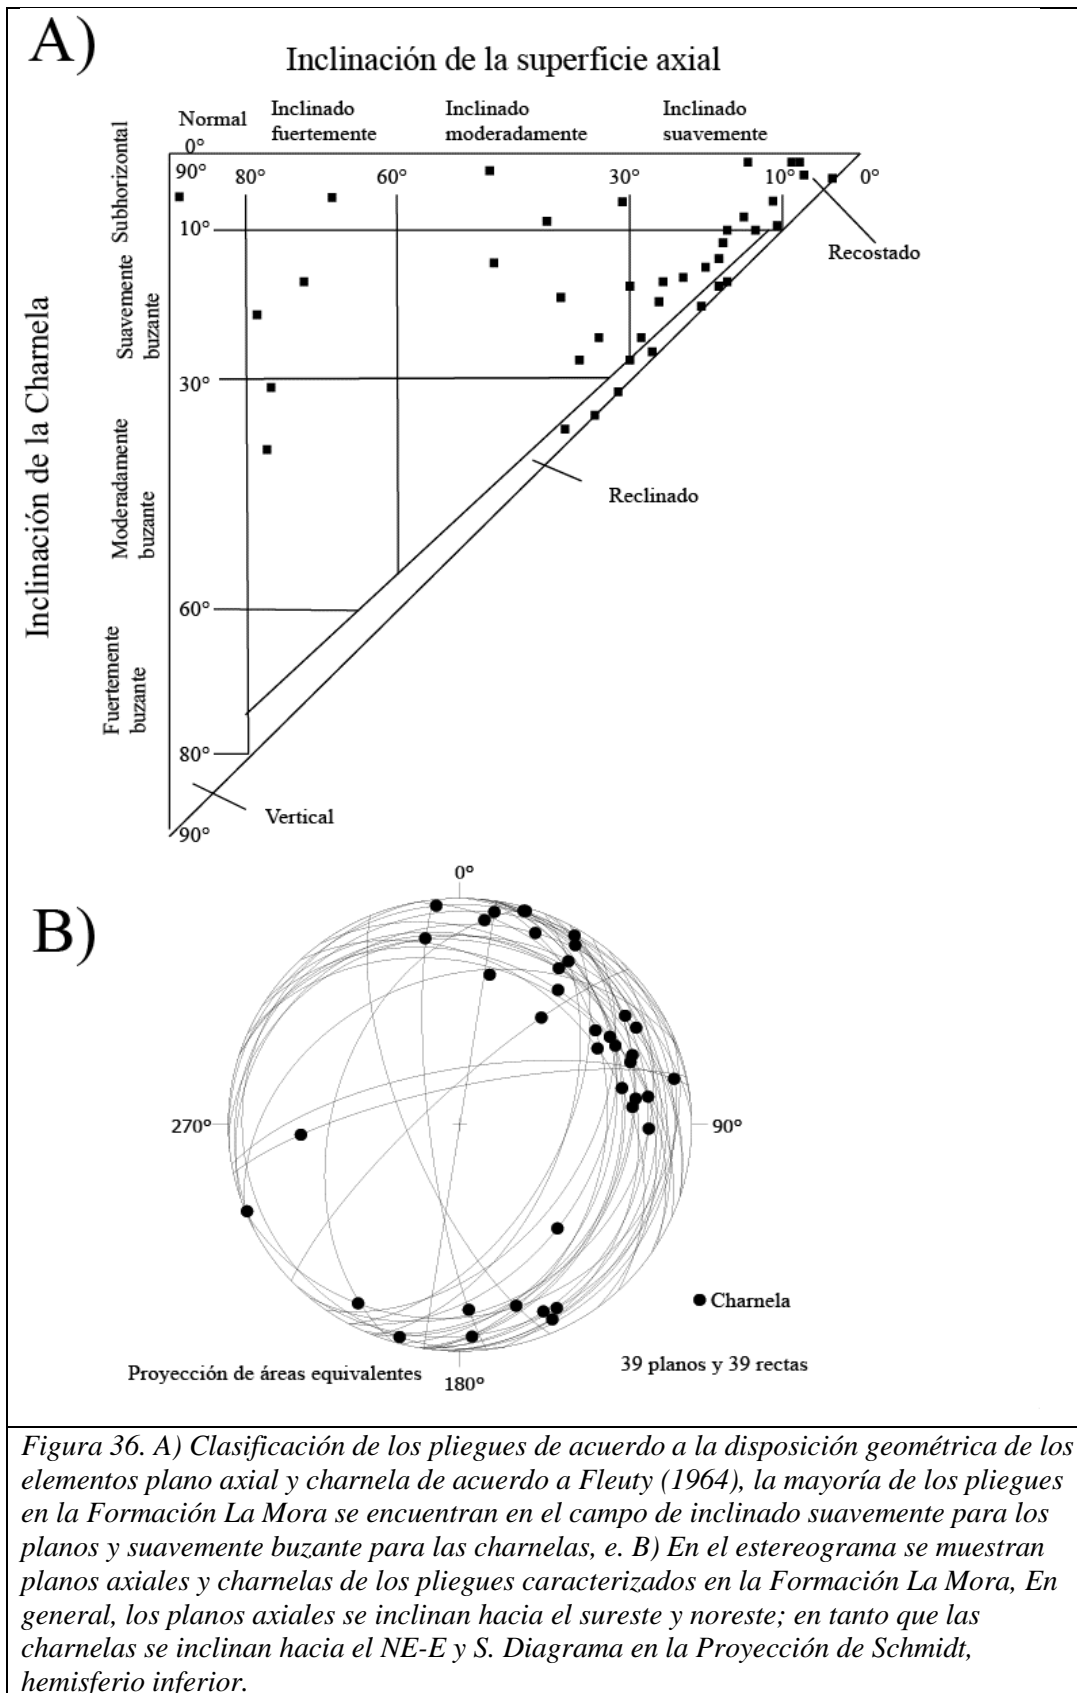 A)
Inclinación de la superficie axial
Normal
Inclinado
fuertemente
Inclinado
moderadamente
Inclinado
suavemente
0°
90°
80°
60°
30°
10°
0°
Inclinación de la Charnela
Subhorizontal
Suavemente
buzante
Moderadamente
buzante
Fuertemente
buzante
10°
30°
60°
80°
90°
Recostado
Reclinado
Vertical
B)
0°
270°
90°
180°
Charnela
Proyección de áreas equivalentes
39 planos y 39 rectas
Figura 36. A) Clasificación de los pliegues de acuerdo a la disposición geométrica de los
elementos plano axial y charnela de acuerdo a Fleuty (1964), la mayoría de los pliegues
en la Formación La Mora se encuentran en el campo de inclinado suavemente para los
planos y suavemente buzante para las charnelas, e. B) En el estereograma se muestran
planos axiales y charnelas de los pliegues caracterizados en la Formación La Mora, En
general, los planos axiales se inclinan hacia el sureste y noreste; en tanto que las
charnelas se inclinan hacia el NE-E y S. Diagrama en la Proyección de Schmidt,
hemisferio inferior.